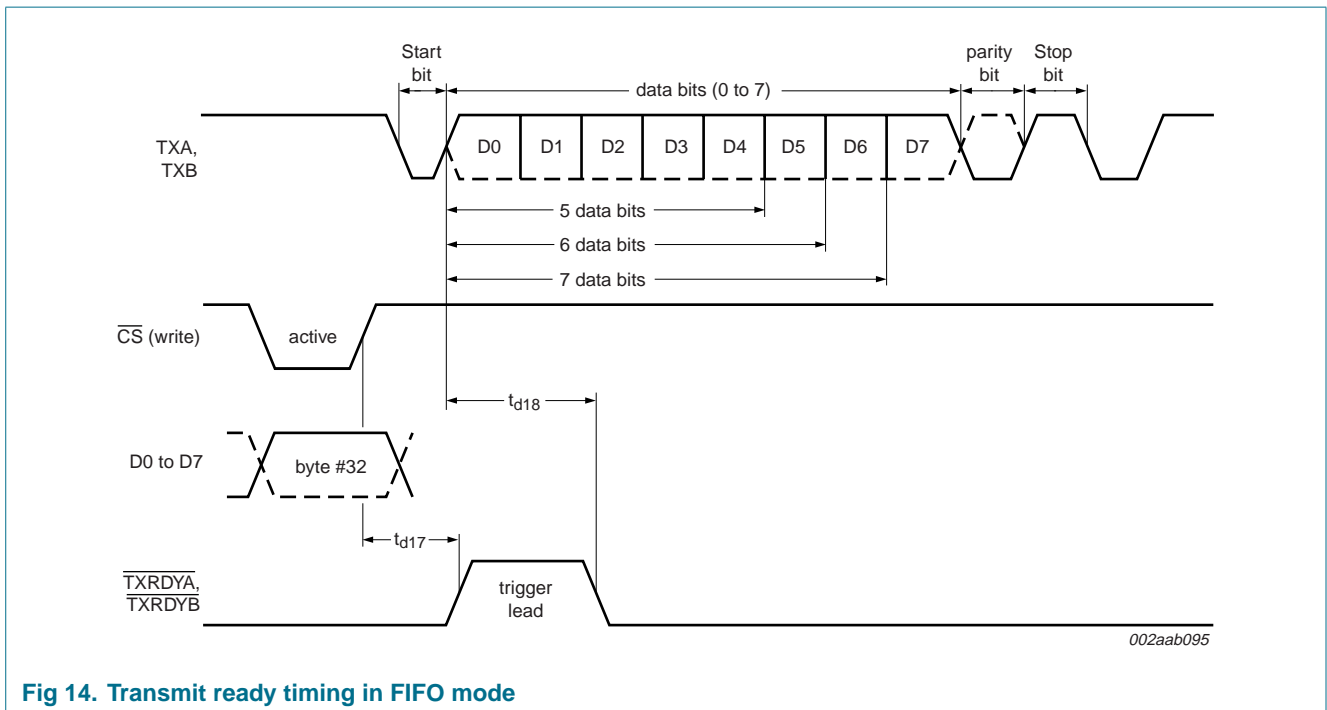 Start
bit
data bits (0 to 7)
parity
bit
Stop
bit
TXA,
TXB
D0 D1 D2 D3 D4 D5 D6 D7
5 data bits
6 data bits
7 data bits
CS (write)
active
td18
D0 to D7
byte #32
td17
TXRDYA,
TXRDYB
trigger
lead
002aab095
Fig 14. Transmit ready timing in FIFO mode